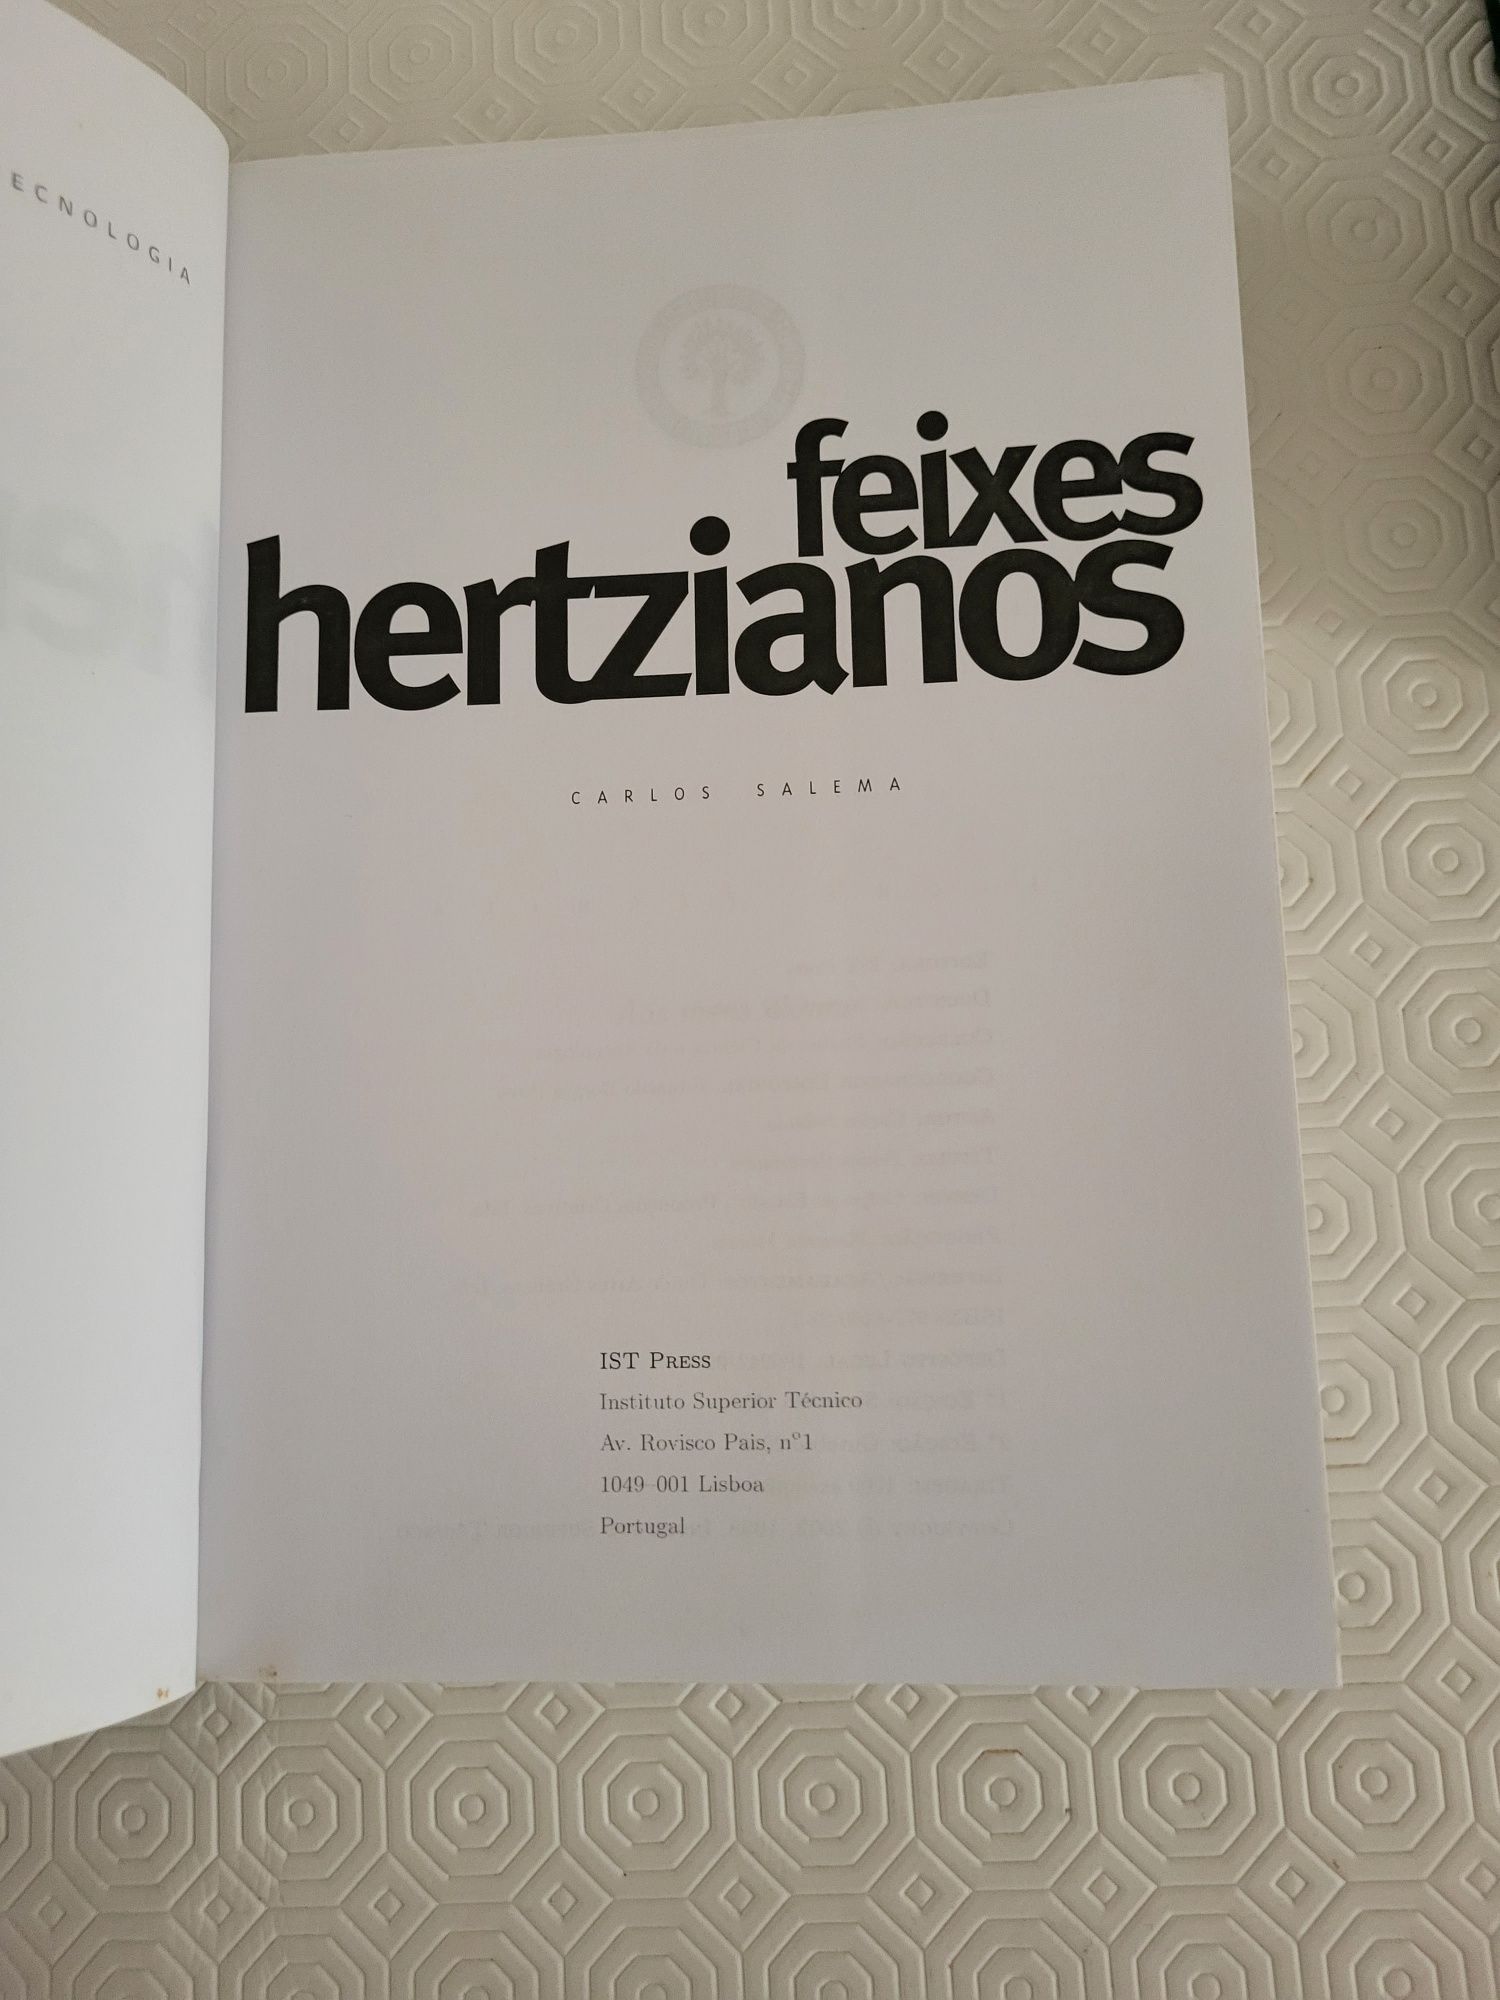 ECNOLOGIA
feixes
hertzianos
CARLOS SALEMA
IST PRESS
Instituto Superior Técnico
Av. Rovisco Pais, nº1
1049-001 Lisboa
Portugal